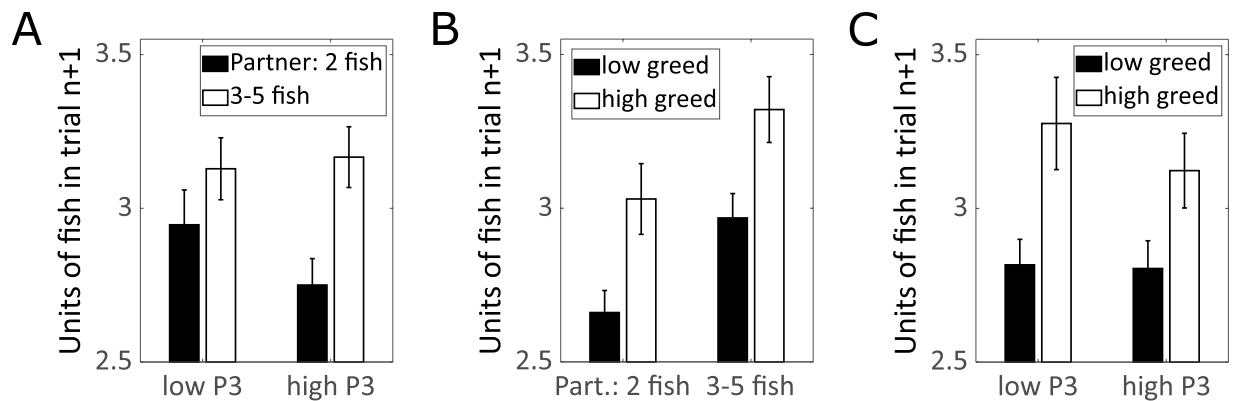 A
Units of fish in trial n+1
3.5
3
2.5
Partner: 2 fish
3-5 fish
low P3
high P3
B
Units of fish in trial n+1
3.5
3
2.5
low greed
high greed
Part.: 2 fish
3-5 fish
C
Units of fish in trial n+1
3.5
3
2.5
low greed
high greed
low P3
high P3